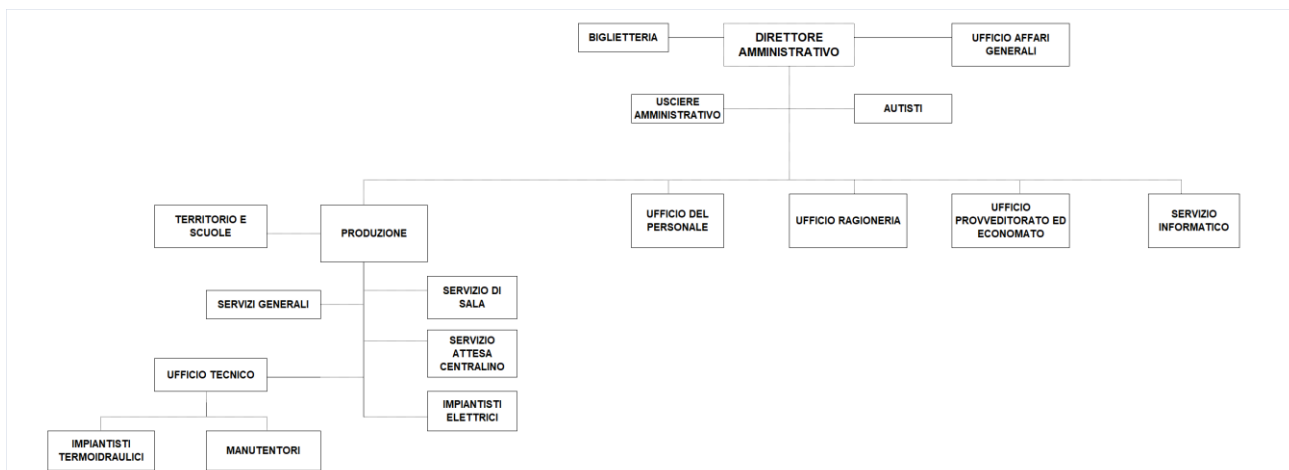 BIGLIETTERIA
DIRETTORE
AMMINISTRATIVO
UFFICIO AFFARI
GENERALI
USCIERE
AMMINISTRATIVO
AUTISTI
TERRITORIO E
SCUOLE
PRODUZIONE
UFFICIO DEL
PERSONALE
UFFICIO RAGIONERIA
UFFICIO
PROVVEDITORATO ED
ECONOMATO
SERVIZIO
INFORMATICO
SERVIZI GENERALI
SERVIZIO DI
SALA
SERVIZIO
ATTESA
CENTRALINO
UFFICIO TECNICO
IMPIANTISTI
ELETTRICI
IMPIANTISTI
TERMOIDRAULICI
MANUTENTORI